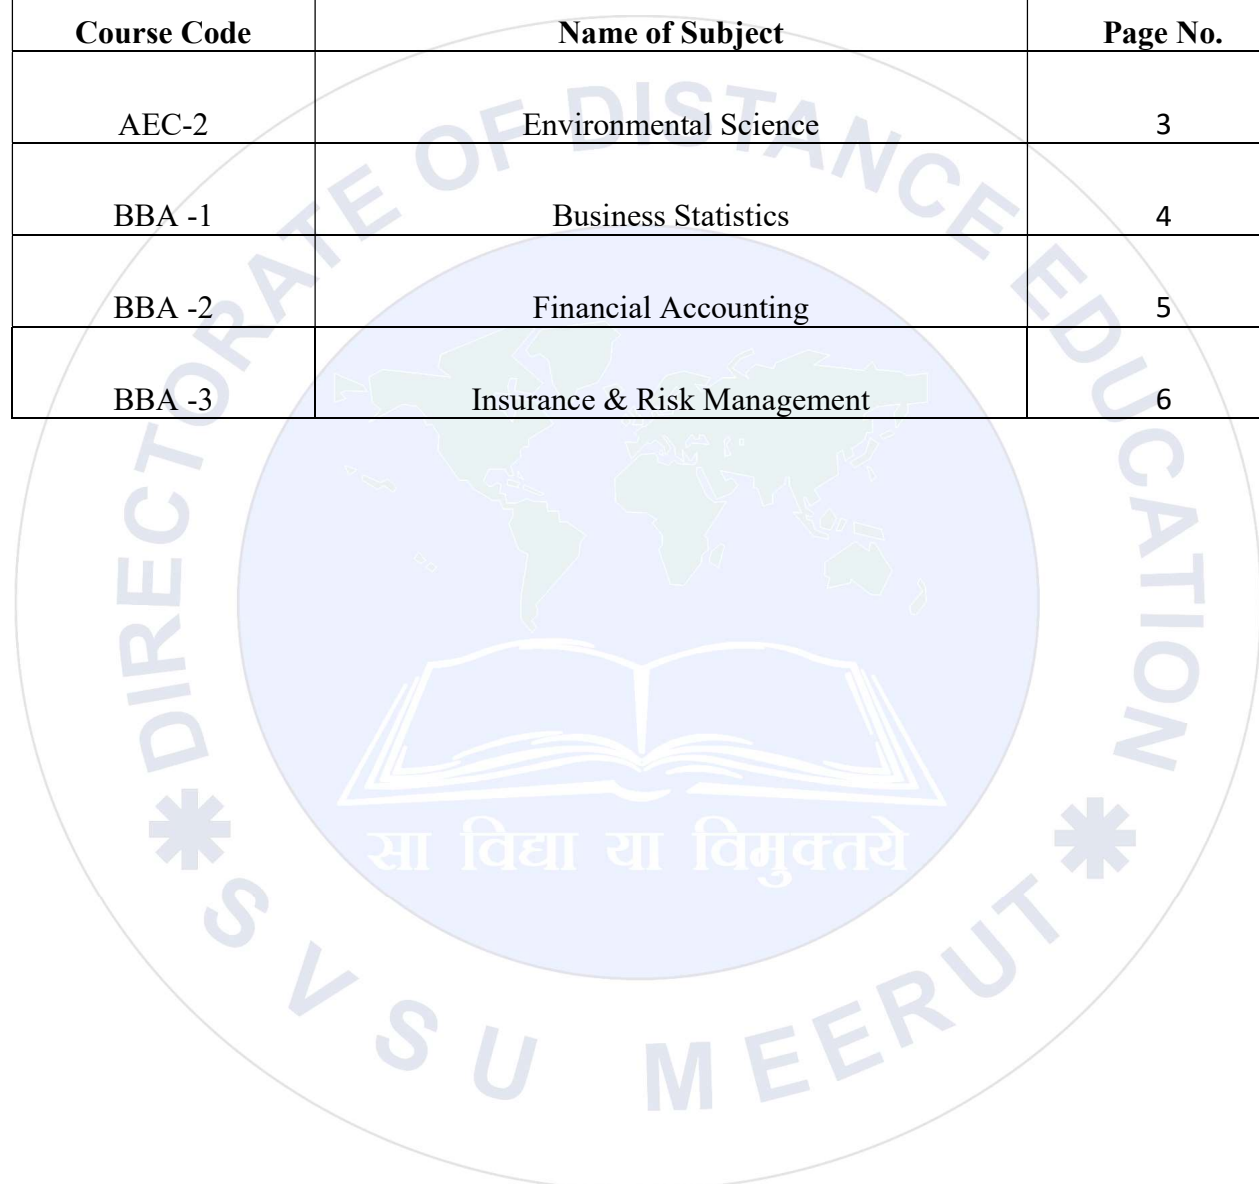 Course Code Name of Subject Page No.
AEC-2 Environmental Science 3
BBA -1 Business Statistics 4
BBA -2 Financial Accounting 5
BBA -3 Insurance & Risk Management 6
DIRECTORATE OF DISTANCE EDUCATION
सा विद्या या विमुक्तये
SVSU MEERUT